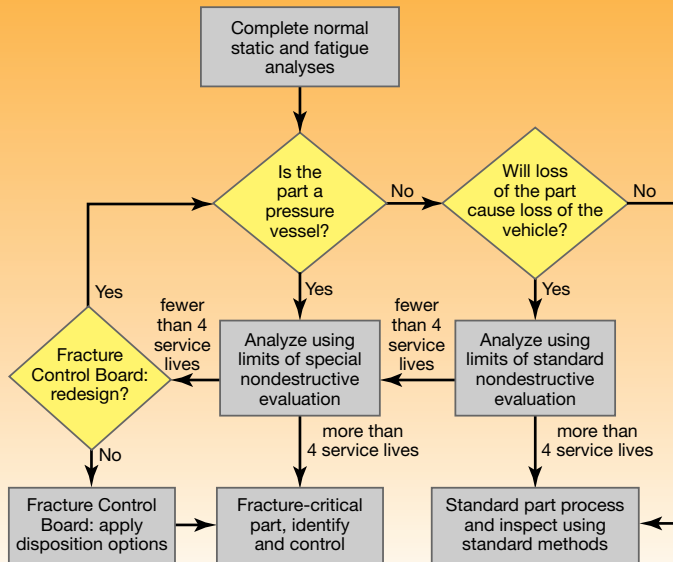 Complete normal
static and fatigue
analyses
Is the
part a
pressure
vessel?
No
Will loss
of the part
cause loss of the
vehicle?
No
Yes
Yes
Yes
fewer
than 4
service
lives
fewer
than 4
service
lives
Fracture
Control Board:
redesign?
Analyze using
limits of special
nondestructive
evaluation
Analyze using
limits of standard
nondestructive
evaluation
No
more than
4 service lives
more than
4 service lives
Fracture Control
Board: apply
disposition options
Fracture-critical
part, identify
and control
Standard part process
and inspect using
standard methods